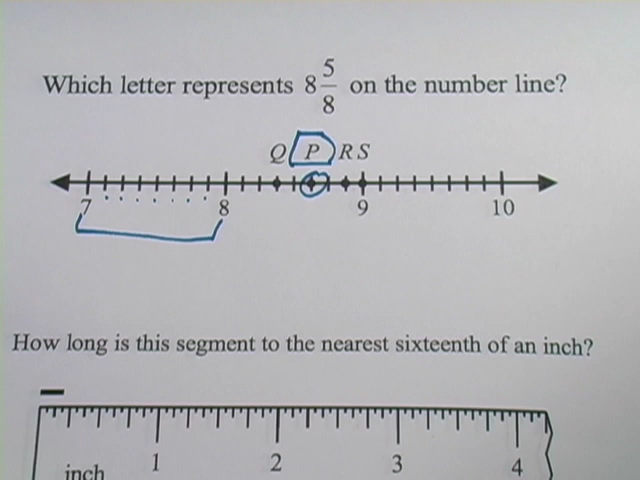 Which letter represents 8 5/8 on the number line?
Q P R S
7 8 9 10
How long is this segment to the nearest sixteenth of an inch?
inch 1 2 3 4